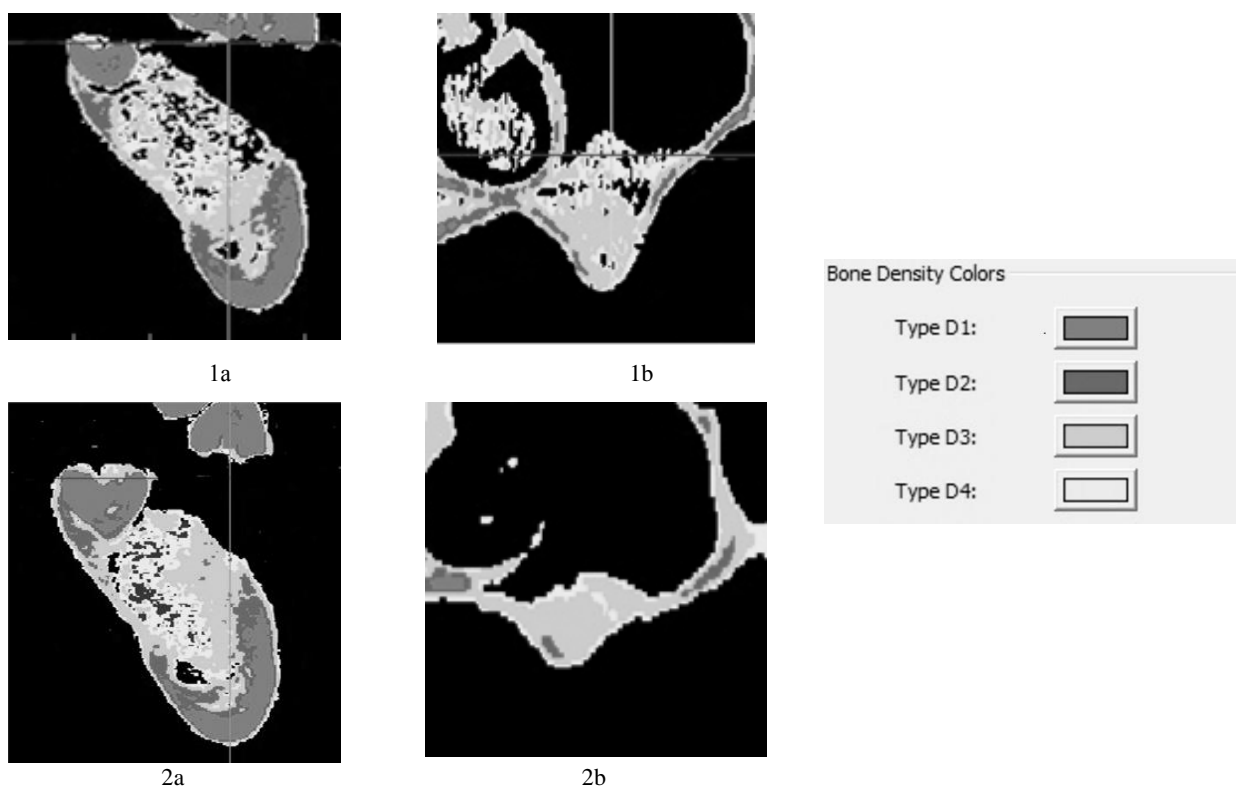 1a
1b
Bone Density Colors
Type D1:
Type D2:
Type D3:
Type D4:
2a
2b